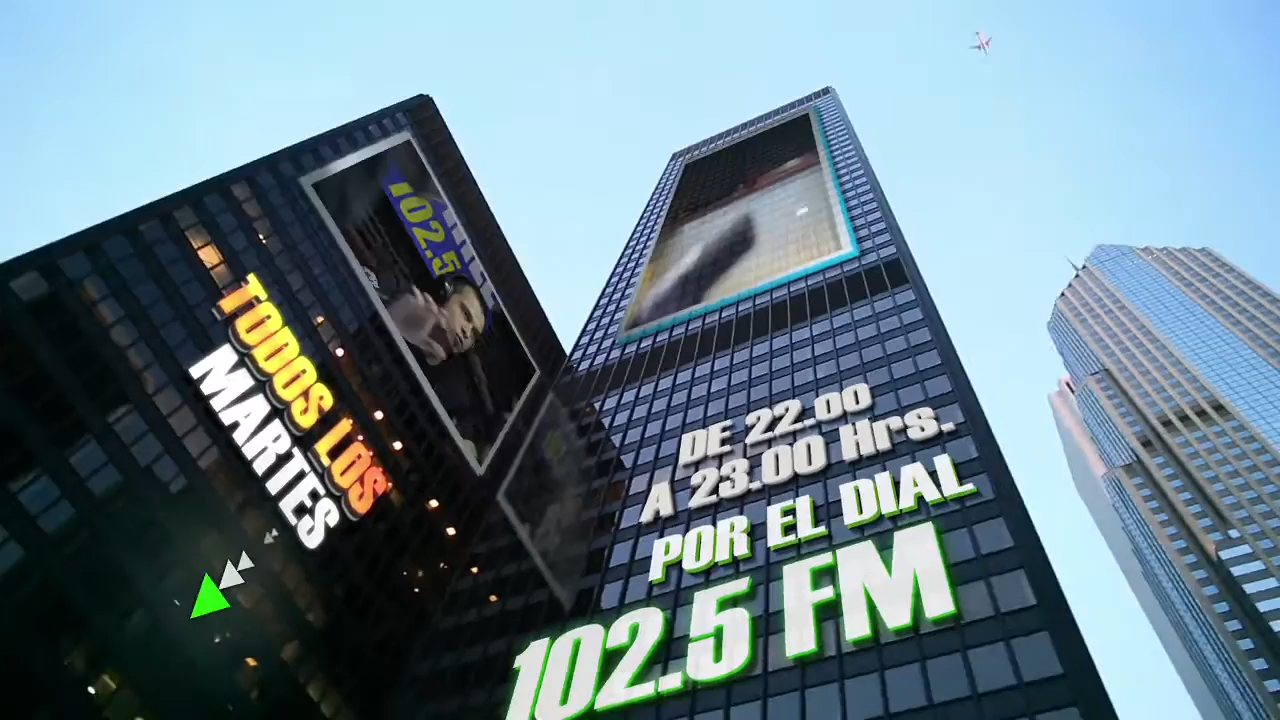 102.5
TODOS LOS
MARTES
DE 22.00
A 23.00 Hrs.
POR EL DIAL
102.5 FM